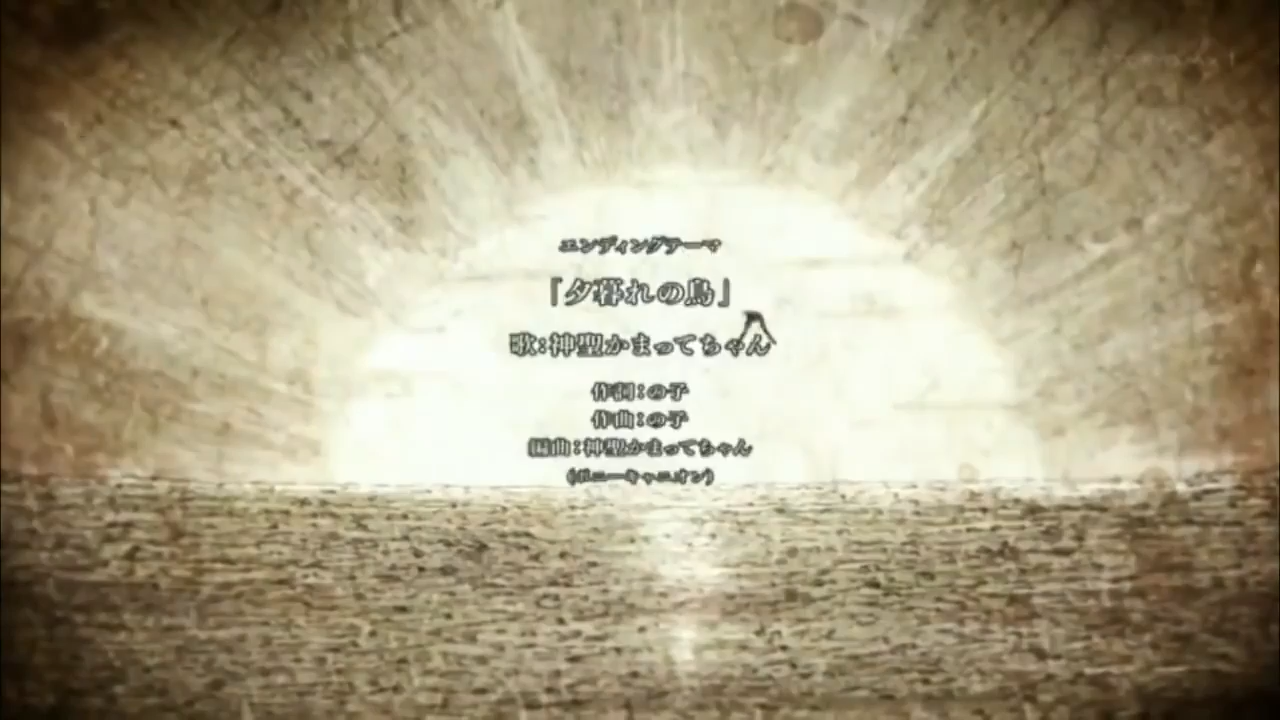 エンディングテーマ
「夕暮れの鳥」
歌：神聖かまってちゃん
作詞：の子
作曲：の子
編曲：神聖かまってちゃん
（ポニーキャニオン）